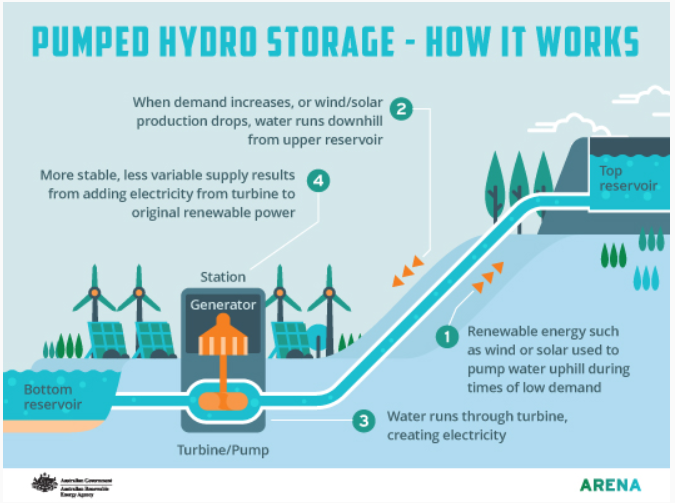 PUMPED HYDRO STORAGE - HOW IT WORKS
When demand increases, or wind/solar
production drops, water runs downhill
from upper reservoir
2
More stable, less variable supply results
from adding electricity from turbine to
original renewable power
4
Top
reservoir
Station
Generator
1
Renewable energy such
as wind or solar used to
pump water uphill during
times of low demand
Bottom
reservoir
3
Water runs through turbine,
creating electricity
Turbine/Pump
Australian Government
Australian Renewable
Energy Agency
ARENA